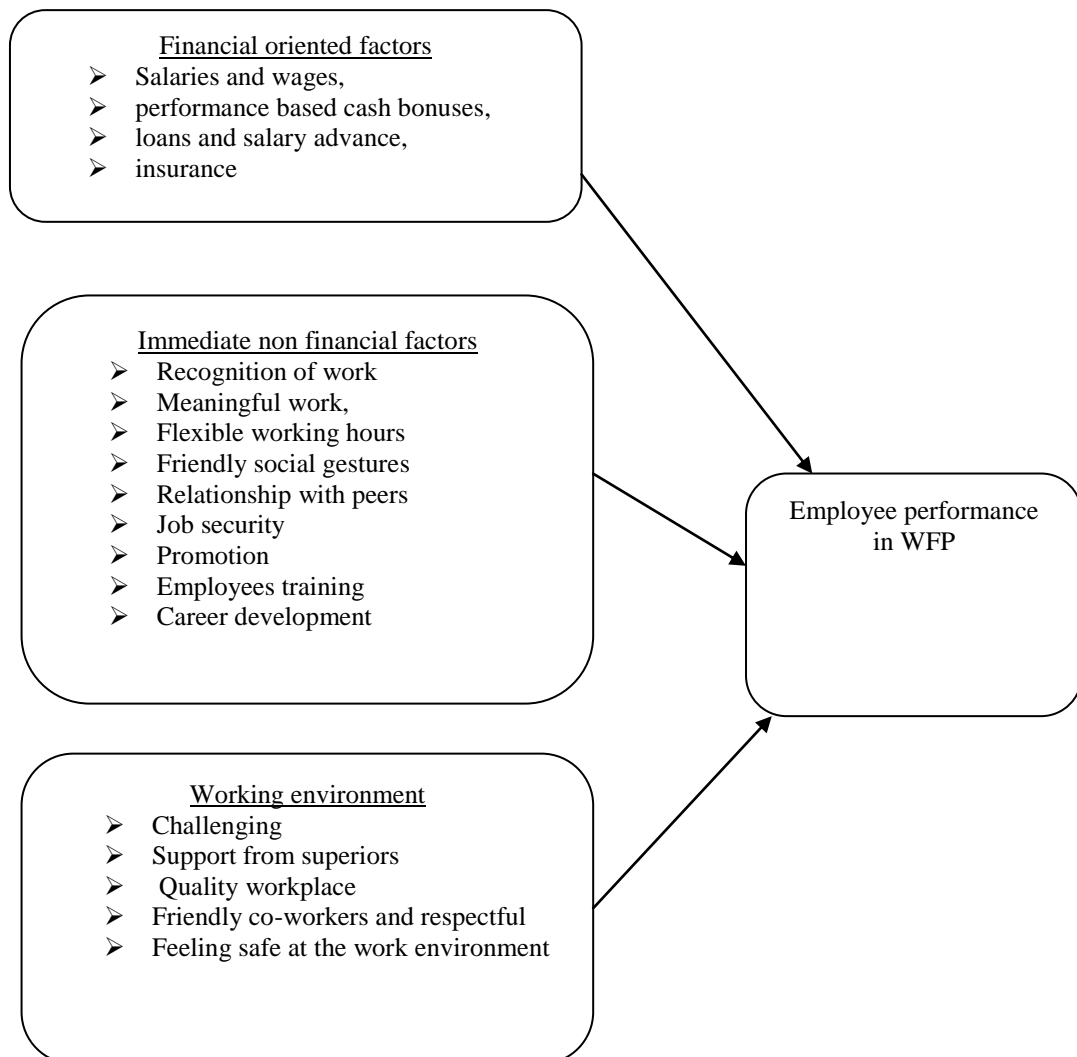 Financial oriented factors
➢ Salaries and wages,
➢ performance based cash bonuses,
➢ loans and salary advance,
➢ insurance
Immediate non financial factors
➢ Recognition of work
➢ Meaningful work,
➢ Flexible working hours
➢ Friendly social gestures
➢ Relationship with peers
➢ Job security
➢ Promotion
➢ Employees training
➢ Career development
Employee performance
in WFP
Working environment
➢ Challenging
➢ Support from superiors
➢ Quality workplace
➢ Friendly co-workers and respectful
➢ Feeling safe at the work environment